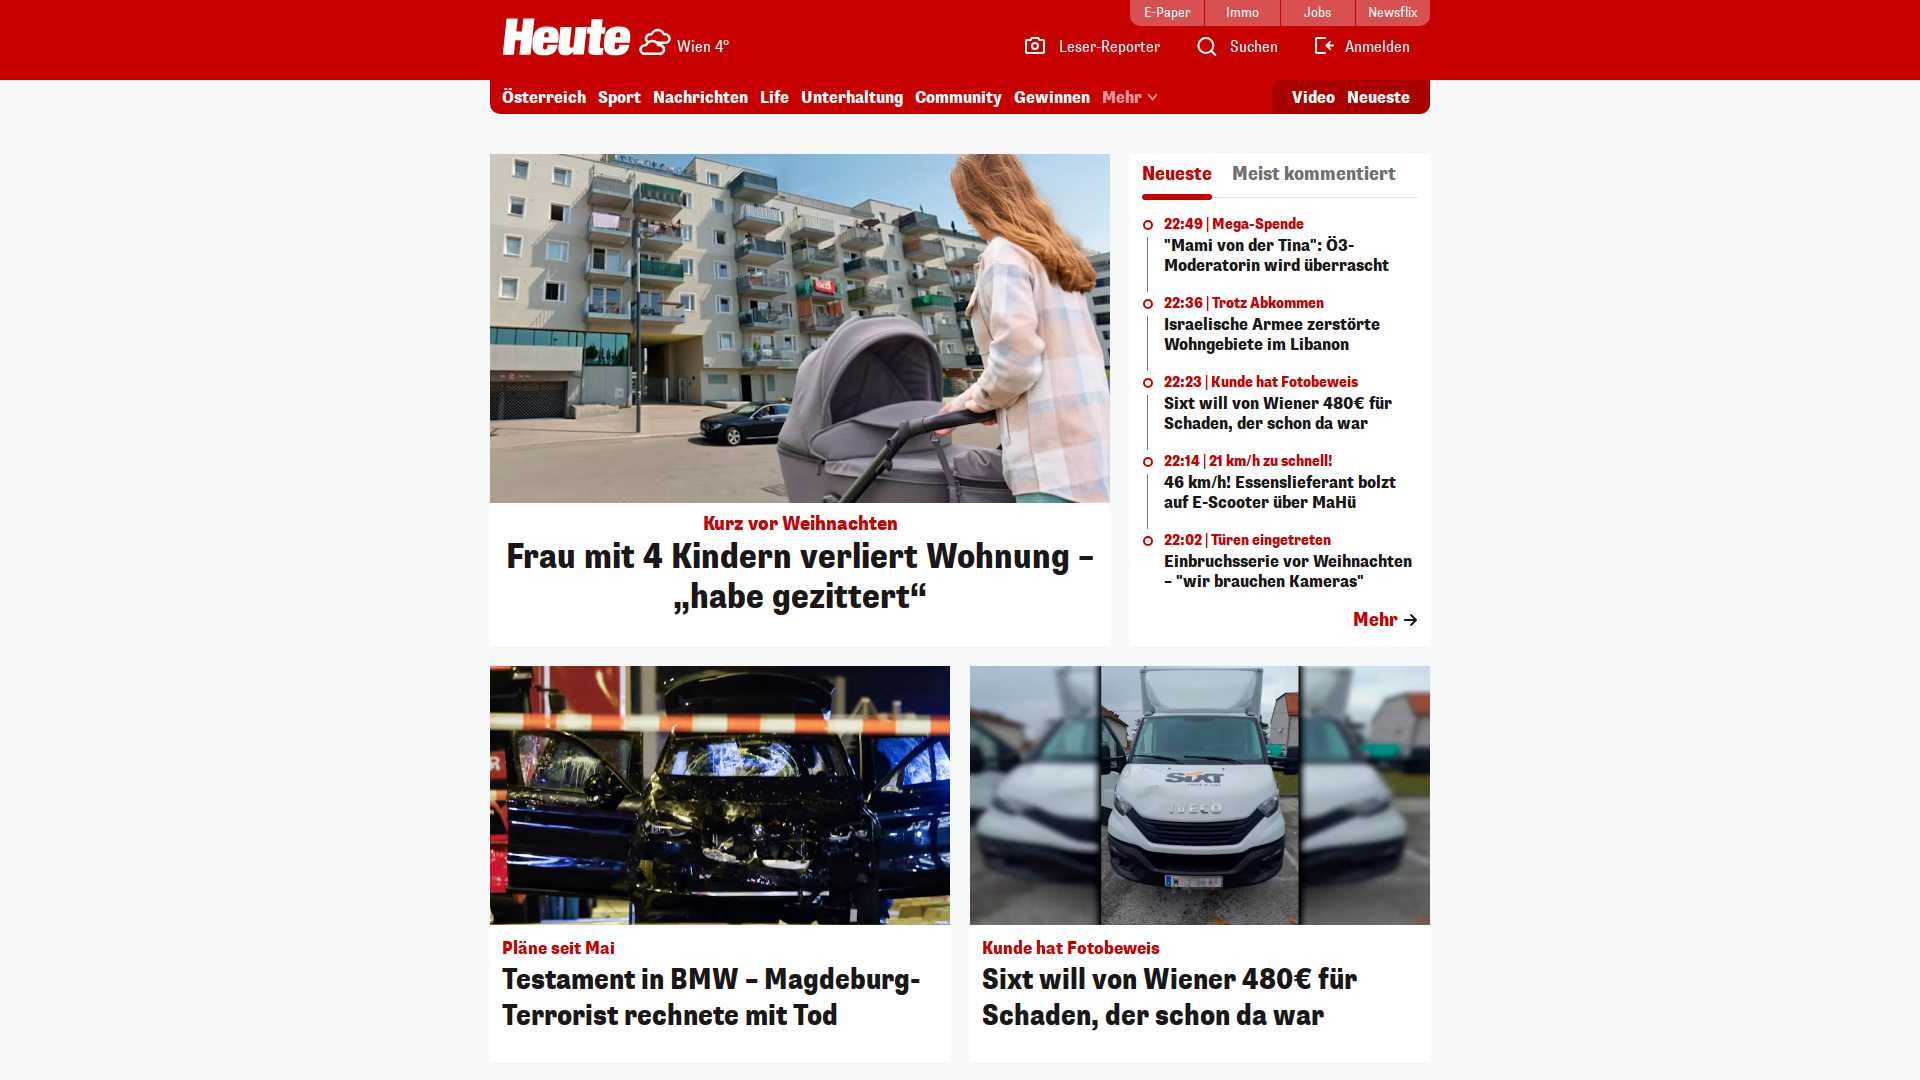 E-Paper
Immo
Jobs
Newsflix
Heute
Wien 4°
Leser-Reporter
Suchen
Anmelden
Österreich
Sport
Nachrichten
Life
Unterhaltung
Community
Gewinnen
Mehr
Video
Neueste
Kurz vor Weihnachten
Frau mit 4 Kindern verliert Wohnung –
„habe gezittert“
Neueste
Meist kommentiert
22:49 | Mega-Spende
"Mami von der Tina": Ö3-
Moderatorin wird überrascht
22:36 | Trotz Abkommen
Israelische Armee zerstörte
Wohngebiete im Libanon
22:23 | Kunde hat Fotobeweis
Sixt will von Wiener 480€ für
Schaden, der schon da war
22:14 | 21 km/h zu schnell!
46 km/h! Essenslieferant bolzt
auf E-Scooter über MaHü
22:02 | Türen eingetreten
Einbruchsserie vor Weihnachten
– "wir brauchen Kameras"
Mehr
R
SIXT
IVECO
Pläne seit Mai
Testament in BMW – Magdeburg-
Terrorist rechnete mit Tod
Kunde hat Fotobeweis
Sixt will von Wiener 480€ für
Schaden, der schon da war